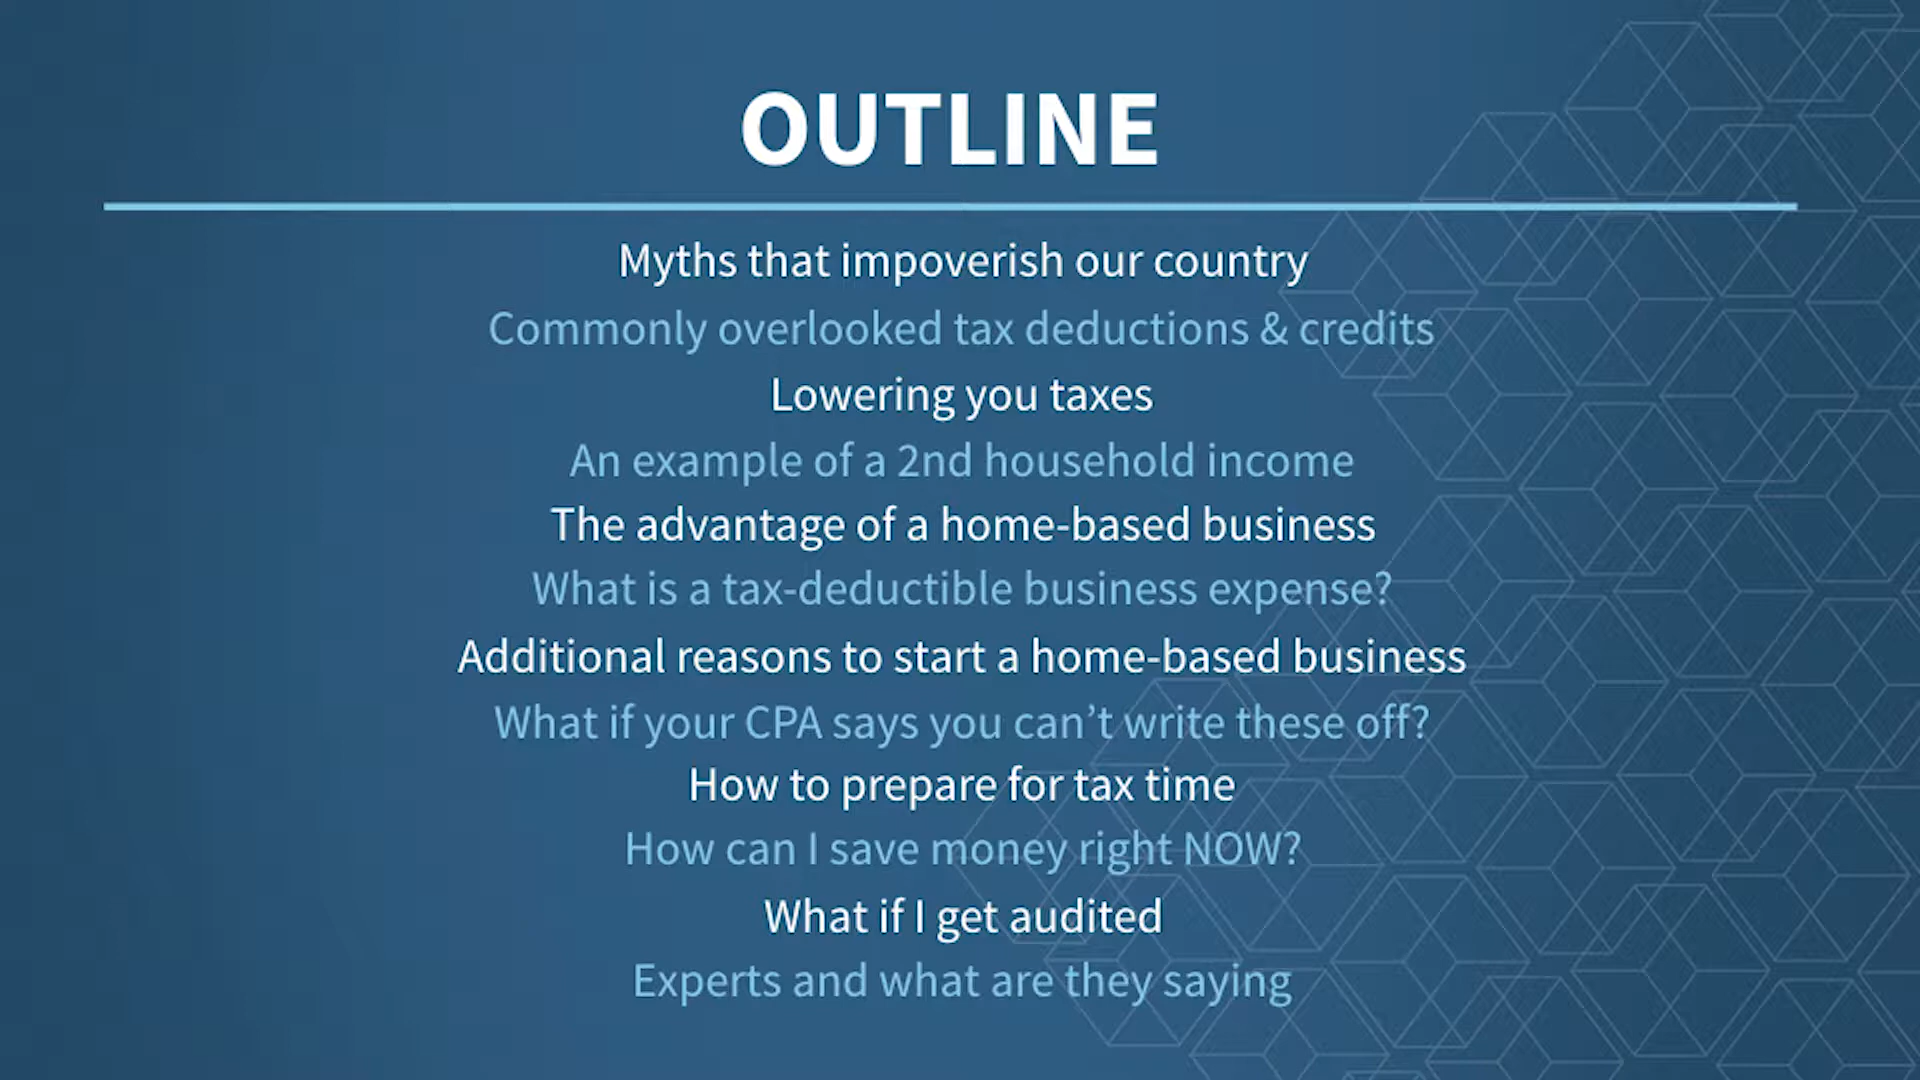 OUTLINE
Myths that impoverish our country
Commonly overlooked tax deductions & credits
Lowering you taxes
An example of a 2nd household income
The advantage of a home-based business
What is a tax-deductible business expense?
Additional reasons to start a home-based business
What if your CPA says you can’t write these off?
How to prepare for tax time
How can I save money right NOW?
What if I get audited
Experts and what are they saying